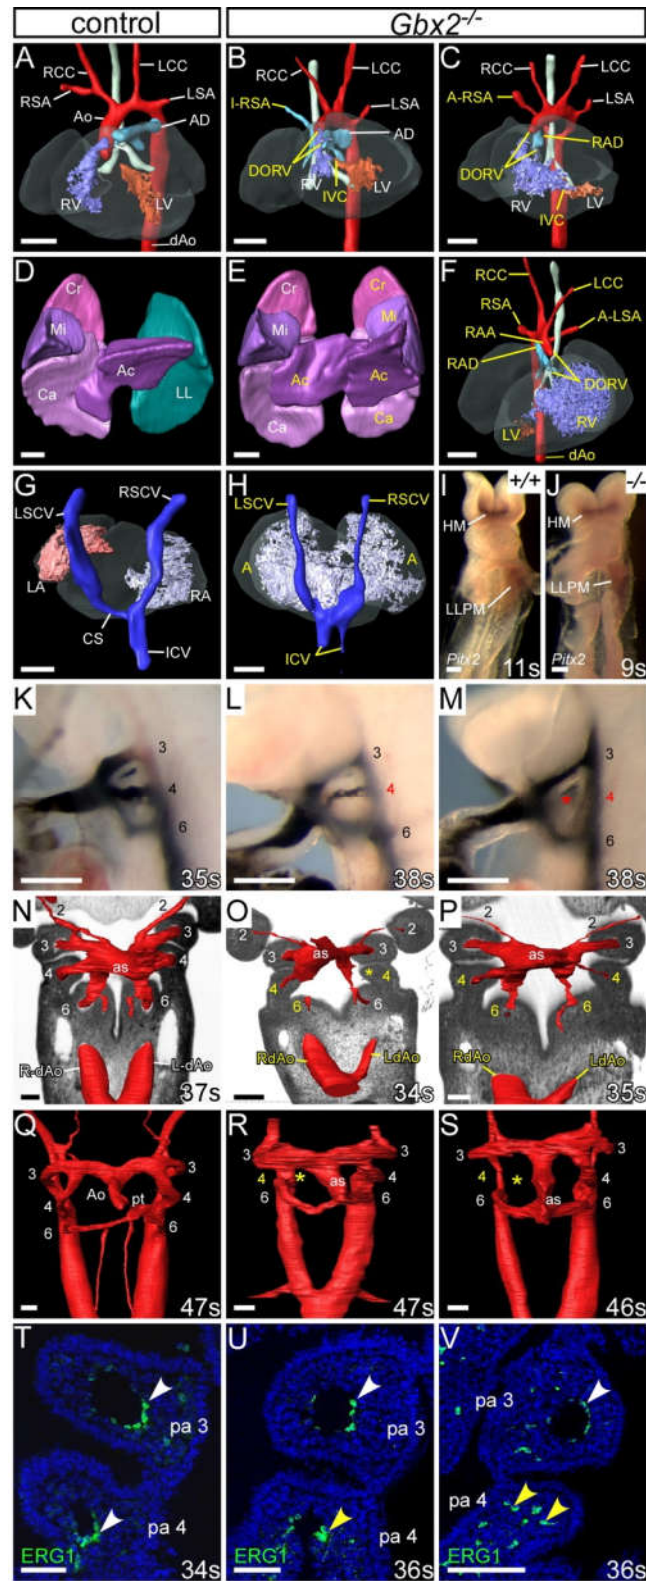 control
Gbx2-/-
A
RCC
LCC
RSA
LSA
Ao
AD
RV
LV
dAo
B
RCC
LCC
I-RSA
LSA
AD
DORV
RV
LV
IVC
C
RCC
LCC
A-RSA
LSA
RAD
DORV
RV
LV
IVC
D
Cr
Mi
Ac
Ca
LL
E
Cr
Cr
Mi
Mi
Ac
Ac
Ca
Ca
F
RCC
LCC
RSA
A-LSA
RAA
RAD
DORV
RV
LV
dAo
G
RSCV
LSCV
LA
RA
CS
ICV
H
LSCV
RSCV
A
A
ICV
I
+/+
HM
LLPM
Pitx2
11s
J
-/-
HM
LLPM
Pitx2
9s
K
3
4
6
35s
L
3
4
6
38s
M
3
4
6
38s
N
2
2
3
3
as
4
4
6
6
R-dAo
L-dAo
37s
O
2
2
as
3
3
4
* 4
6
6
RdAo
LdAo
34s
P
2
2
3
3
as
4
4
6
6
RdAo
LdAo
35s
Q
3
3
4
4
Ao
pt
6
6
47s
R
3
3
4
*
4
6
as
6
47s
S
3
3
4
*
4
6
as
6
46s
T
pa 3
pa 4
ERG1
34s
U
pa 3
pa 4
ERG1
36s
V
pa 3
pa 4
ERG1
36s